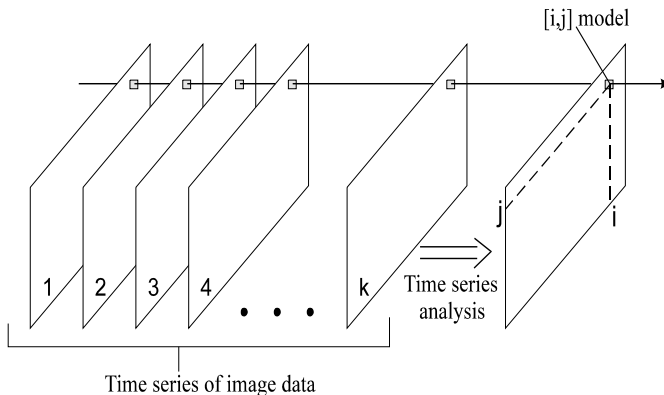 [i,j] model
j
i
1
2
3
4
k
Time series
analysis
Time series of image data